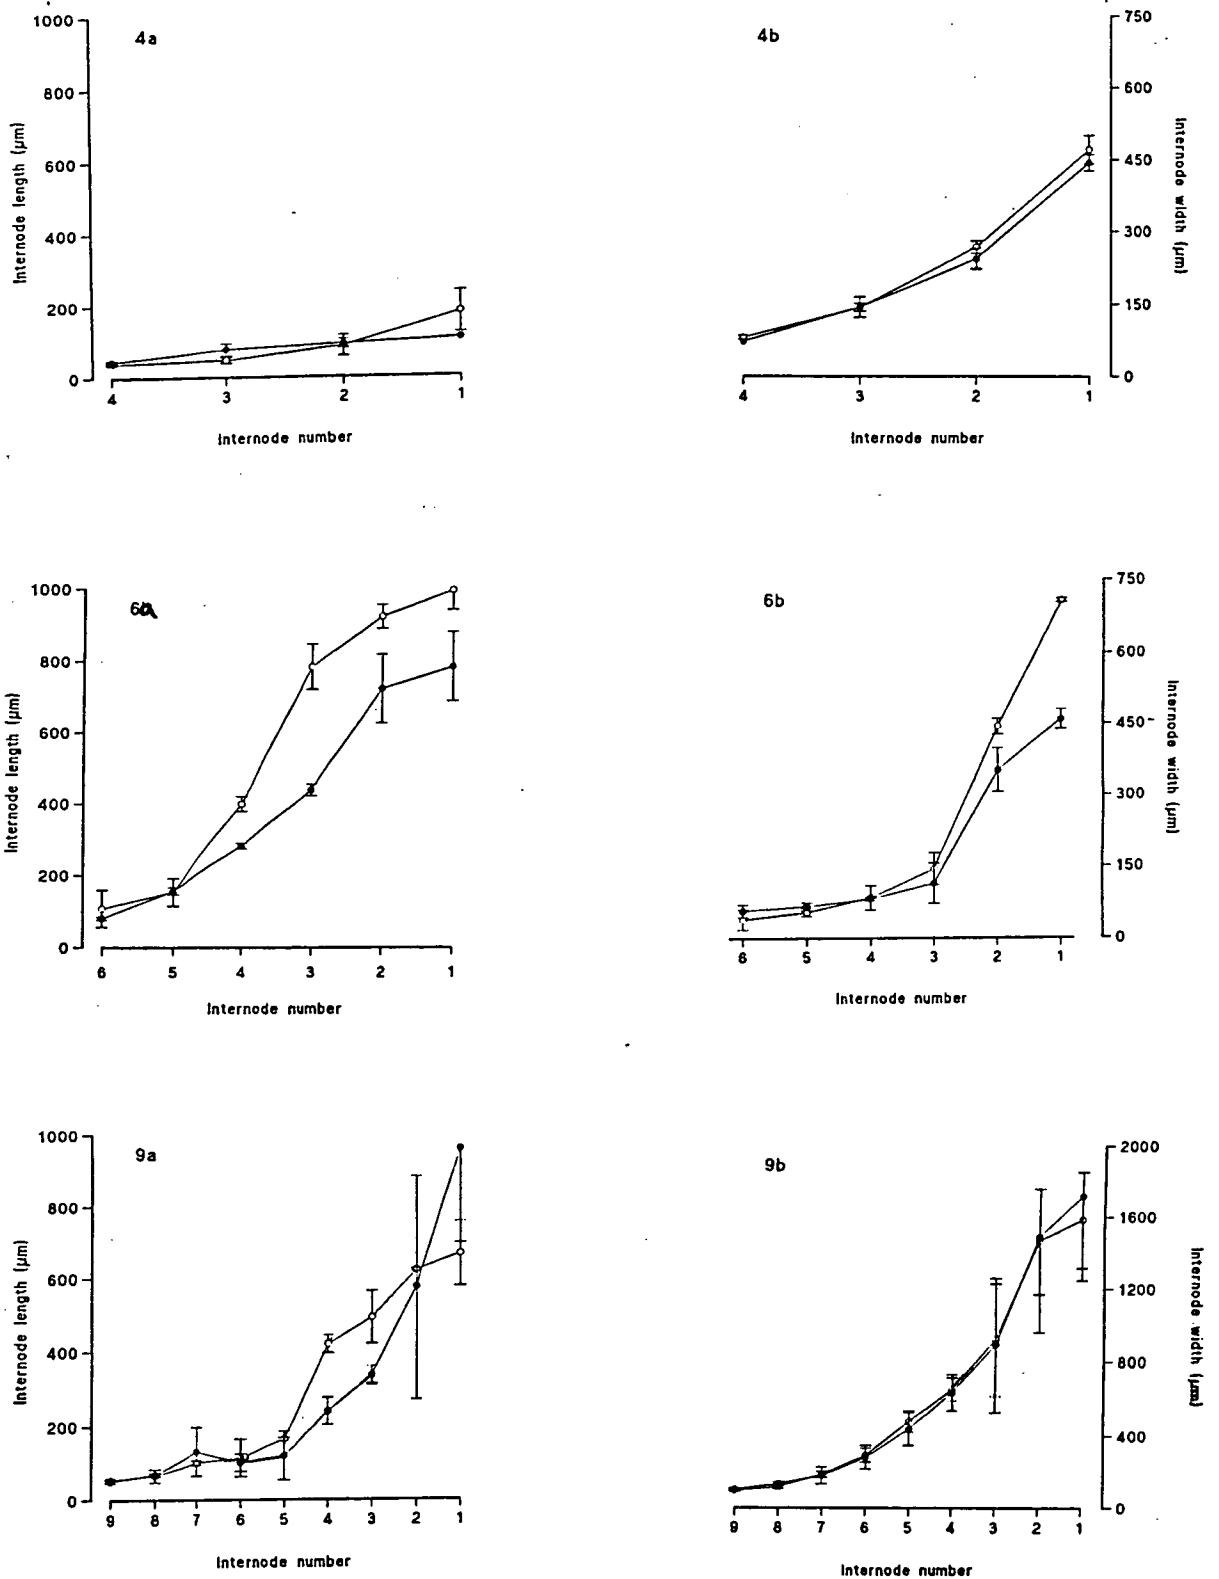 4a
1000
800
600
400
200
0
Internode length (µm)
4 3 2 1
Internode number
4b
750
600
450
300
150
0
Internode width (µm)
4 3 2 1
Internode number
1000
800
600
400
200
0
Internode length (µm)
6 5 4 3 2 1
Internode number
6b
750
600
450
300
150
0
Internode width (µm)
6 5 4 3 2 1
Internode number
9a
1000
800
600
400
200
0
Internode length (µm)
9 8 7 6 5 4 3 2 1
Internode number
9b
2000
1600
1200
800
400
0
Internode width (µm)
9 8 7 6 5 4 3 2 1
Internode number